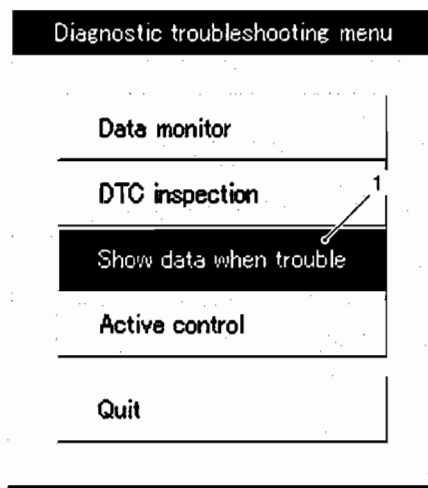 Diagnostic troubleshooting menu
Data monitor
DTC inspection
1
Show data when trouble
Active control
Quit